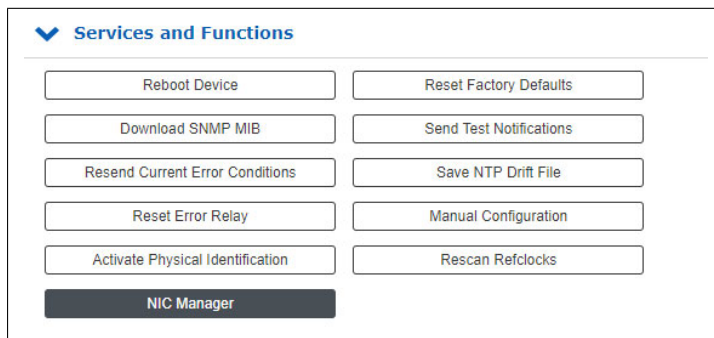 Services and Functions
Reboot Device
Reset Factory Defaults
Download SNMP MIB
Send Test Notifications
Resend Current Error Conditions
Save NTP Drift File
Reset Error Relay
Manual Configuration
Activate Physical Identification
Rescan Refclocks
NIC Manager